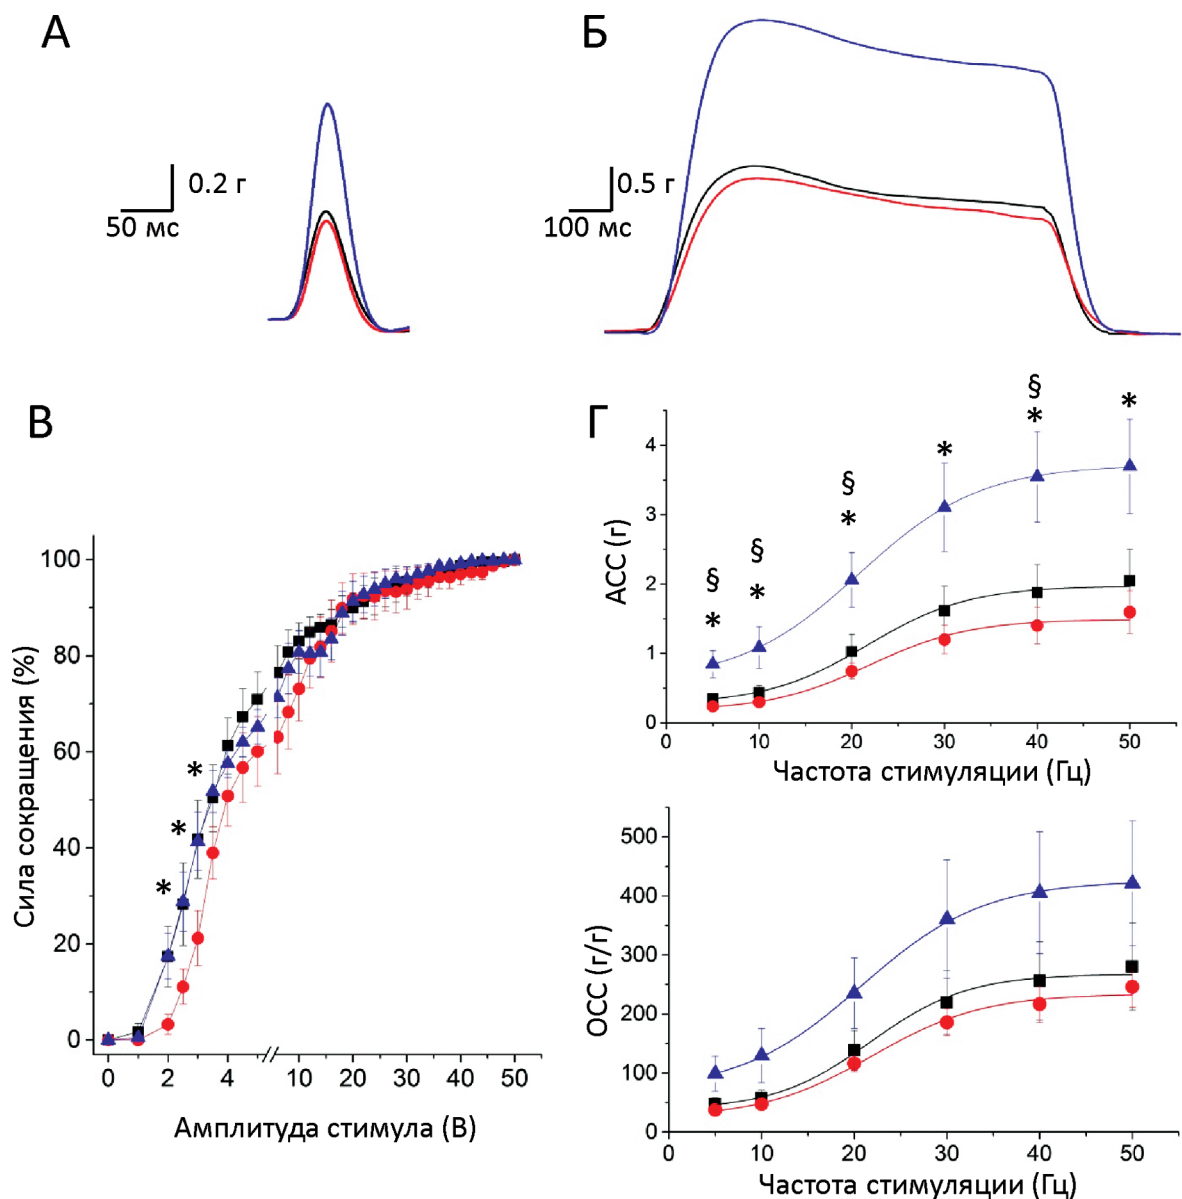 А
Б
0.2 г
50 мс
0.5 г
100 мс
В
Сила сокращения (%)
100
80
60
40
20
0
* * *
0 2 4 10 20 30 40 50
Амплитуда стимула (В)
Г
АСС (г)
4
3
2
1
0
§ § § §
* * * * * *
0 10 20 30 40 50
Частота стимуляции (Гц)
ОСС (г/г)
500
400
300
200
100
0
0 10 20 30 40 50
Частота стимуляции (Гц)